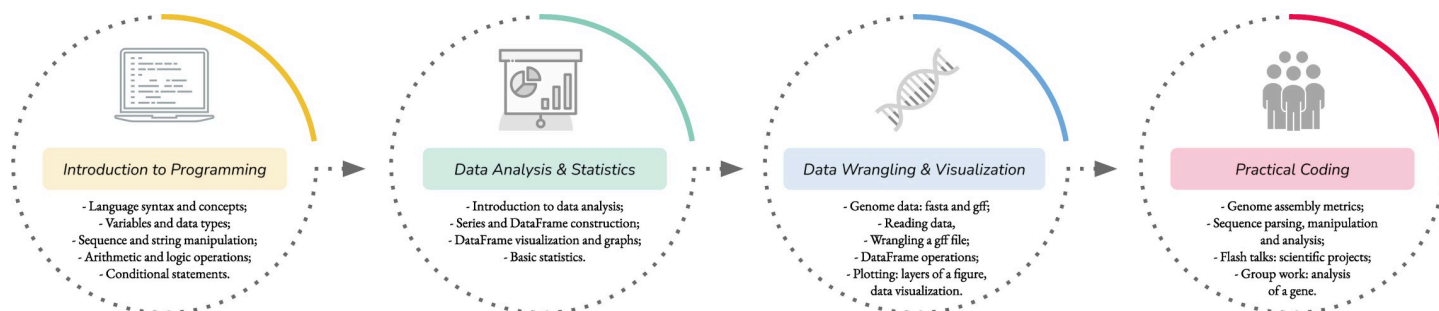 Introduction to Programming
- Language syntax and concepts;
- Variables and data types;
- Sequence and string manipulation;
- Arithmetic and logic operations;
- Conditional statements.
Data Analysis & Statistics
- Introduction to data analysis;
- Series and DataFrame construction;
- DataFrame visualization and graphs;
- Basic statistics.
Data Wrangling & Visualization
- Genome data: fasta and gff;
- Reading data,
- Wrangling a gff file;
- DataFrame operations;
- Plotting: layers of a figure,
data visualization.
Practical Coding
- Genome assembly metrics;
- Sequence parsing, manipulation
and analysis;
- Flash talks: scientific projects;
- Group work: analysis
of a gene.